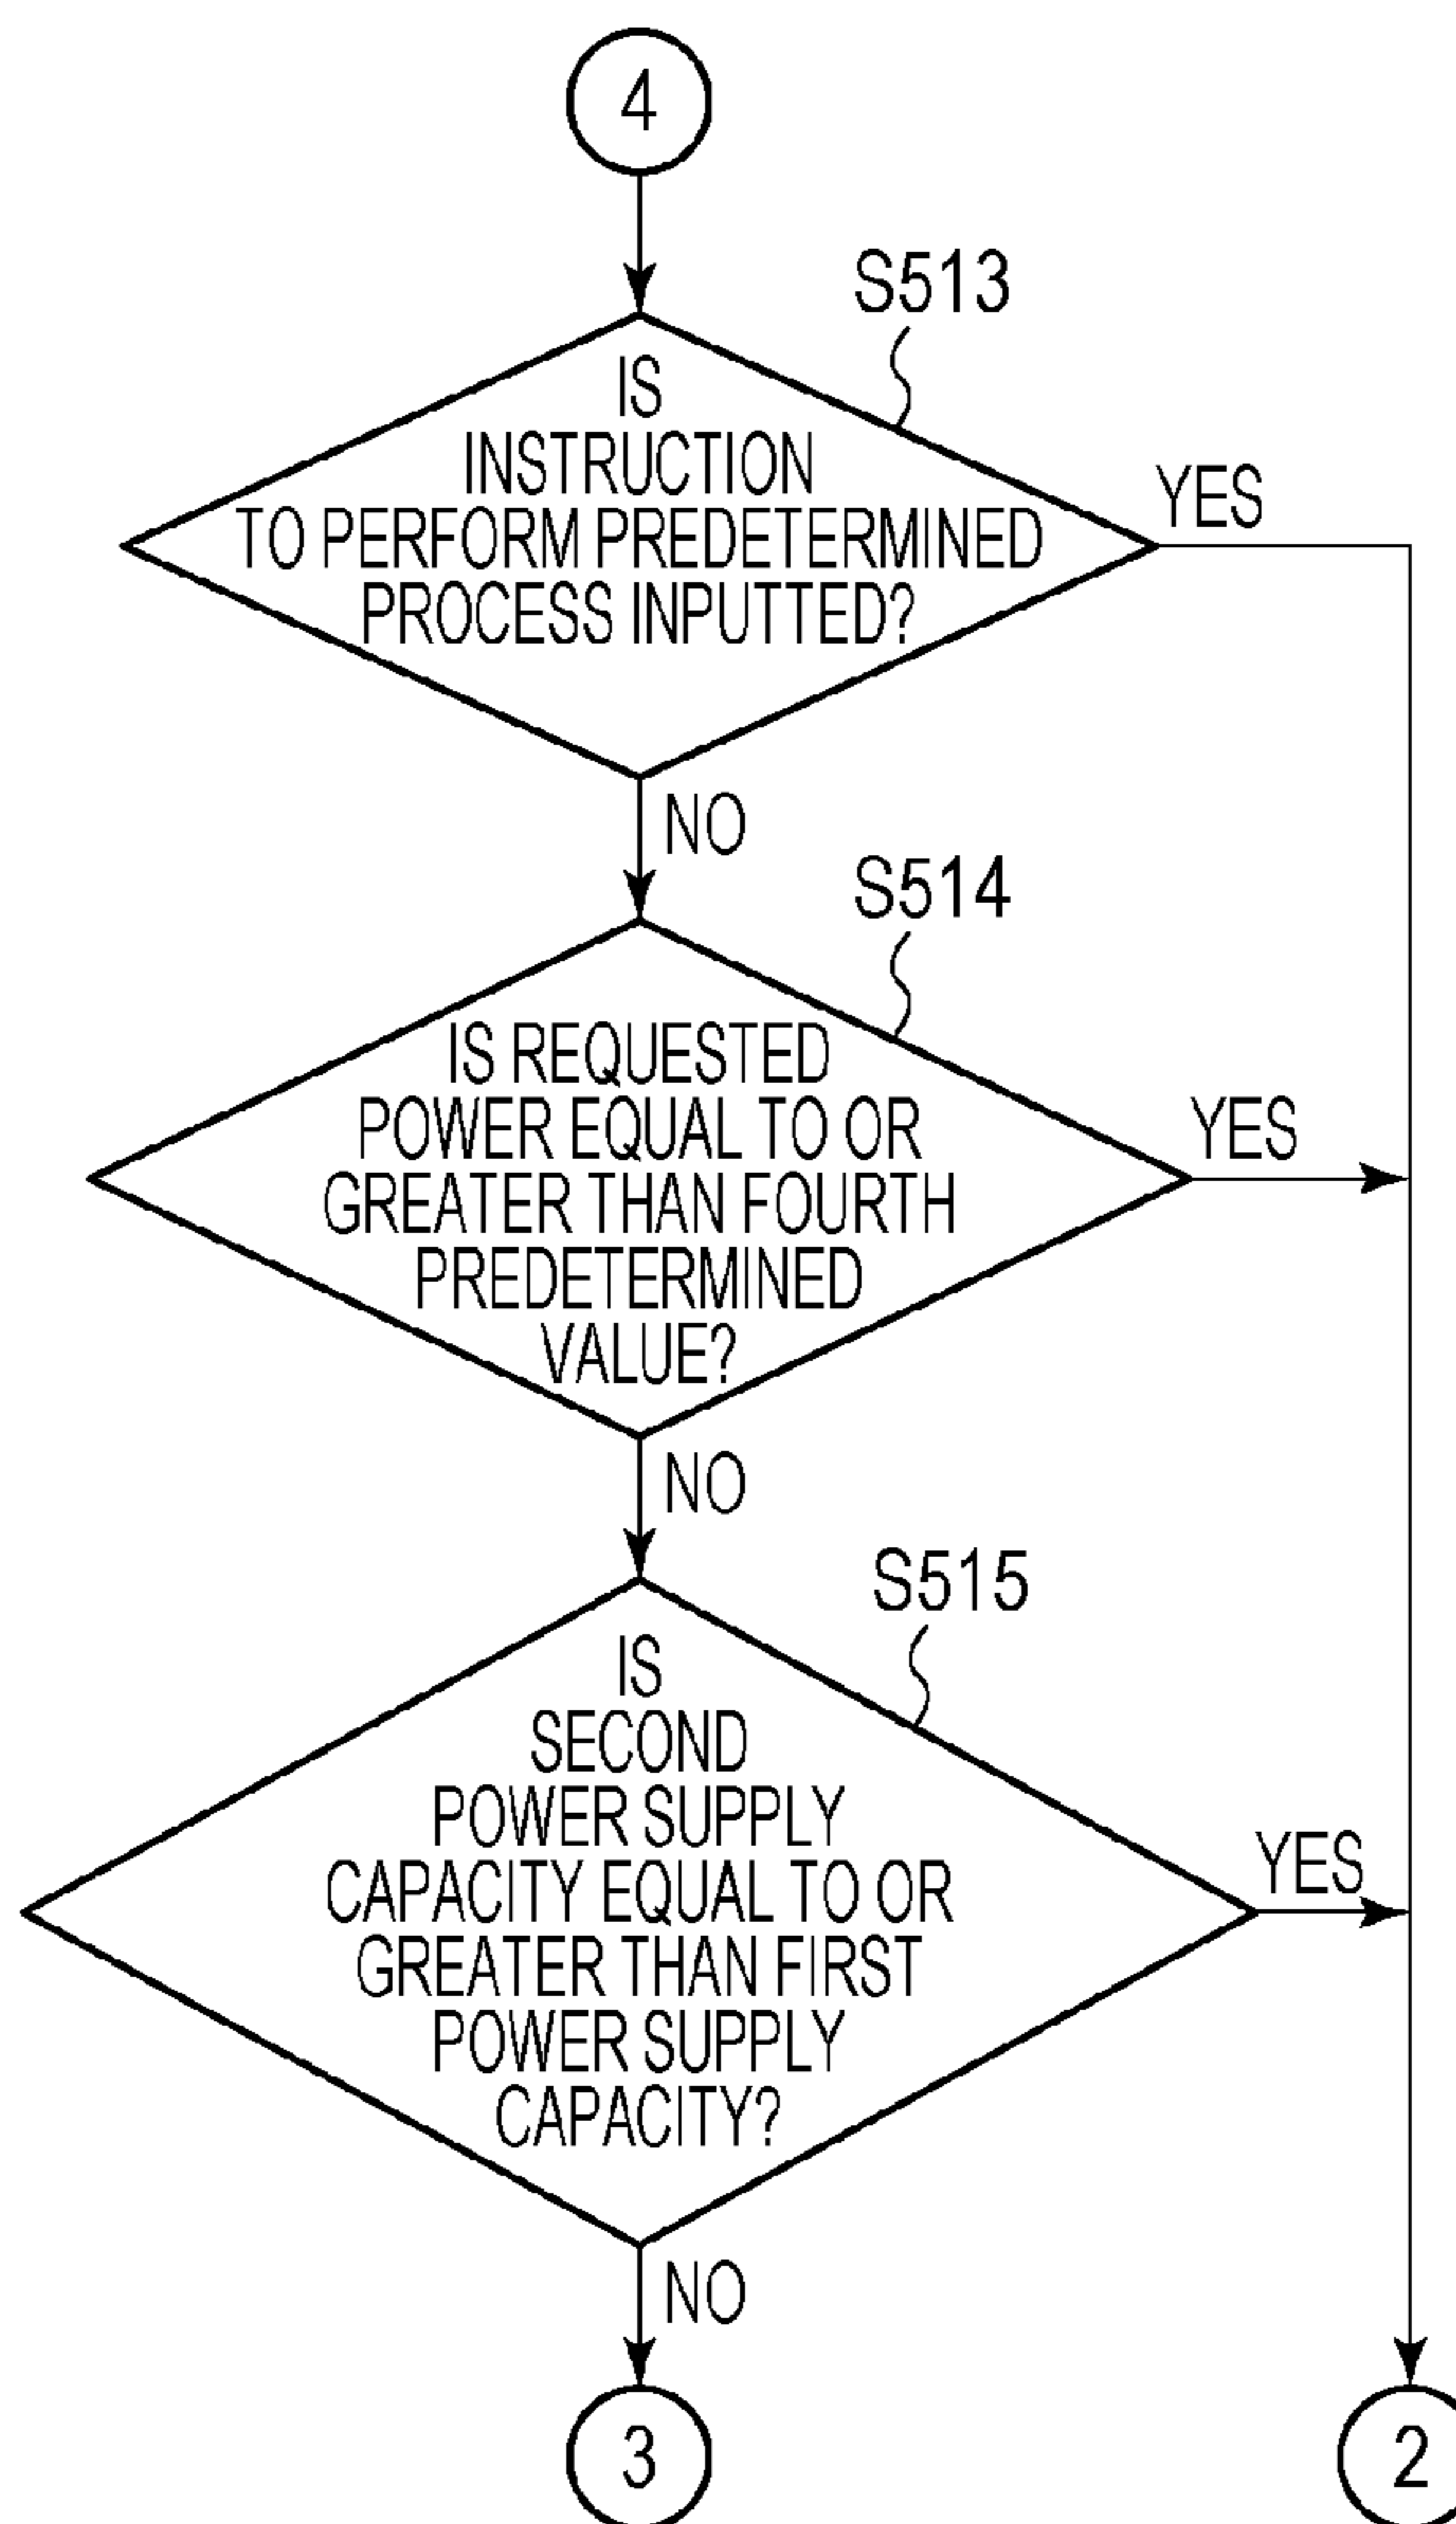 4
S513
IS
INSTRUCTION
TO PERFORM PREDETERMINED
PROCESS INPUTTED?
YES
NO
S514
IS REQUESTED
POWER EQUAL TO OR
GREATER THAN FOURTH
PREDETERMINED
VALUE?
YES
NO
S515
IS
SECOND
POWER SUPPLY
CAPACITY EQUAL TO OR
GREATER THAN FIRST
POWER SUPPLY
CAPACITY?
YES
NO
3
2